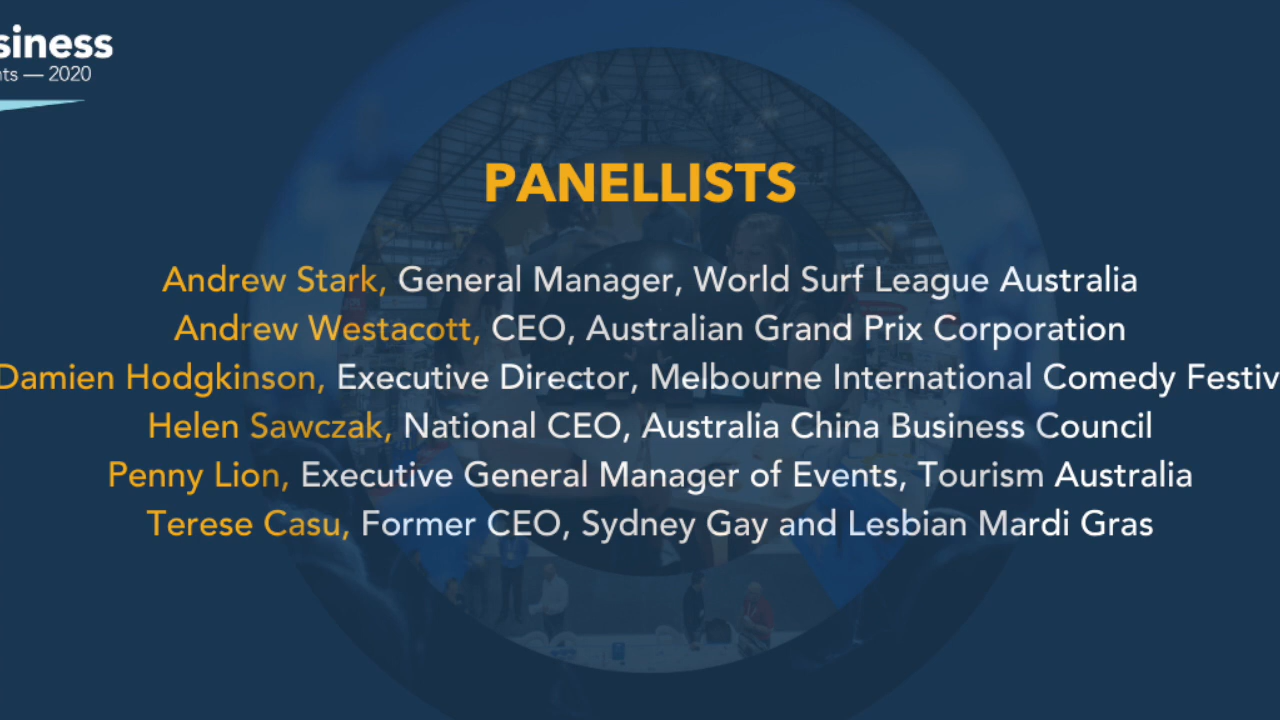 siness
nts — 2020
PANELLISTS
Andrew Stark, General Manager, World Surf League Australia
Andrew Westacott, CEO, Australian Grand Prix Corporation
Damien Hodgkinson, Executive Director, Melbourne International Comedy Festiv
Helen Sawczak, National CEO, Australia China Business Council
Penny Lion, Executive General Manager of Events, Tourism Australia
Terese Casu, Former CEO, Sydney Gay and Lesbian Mardi Gras